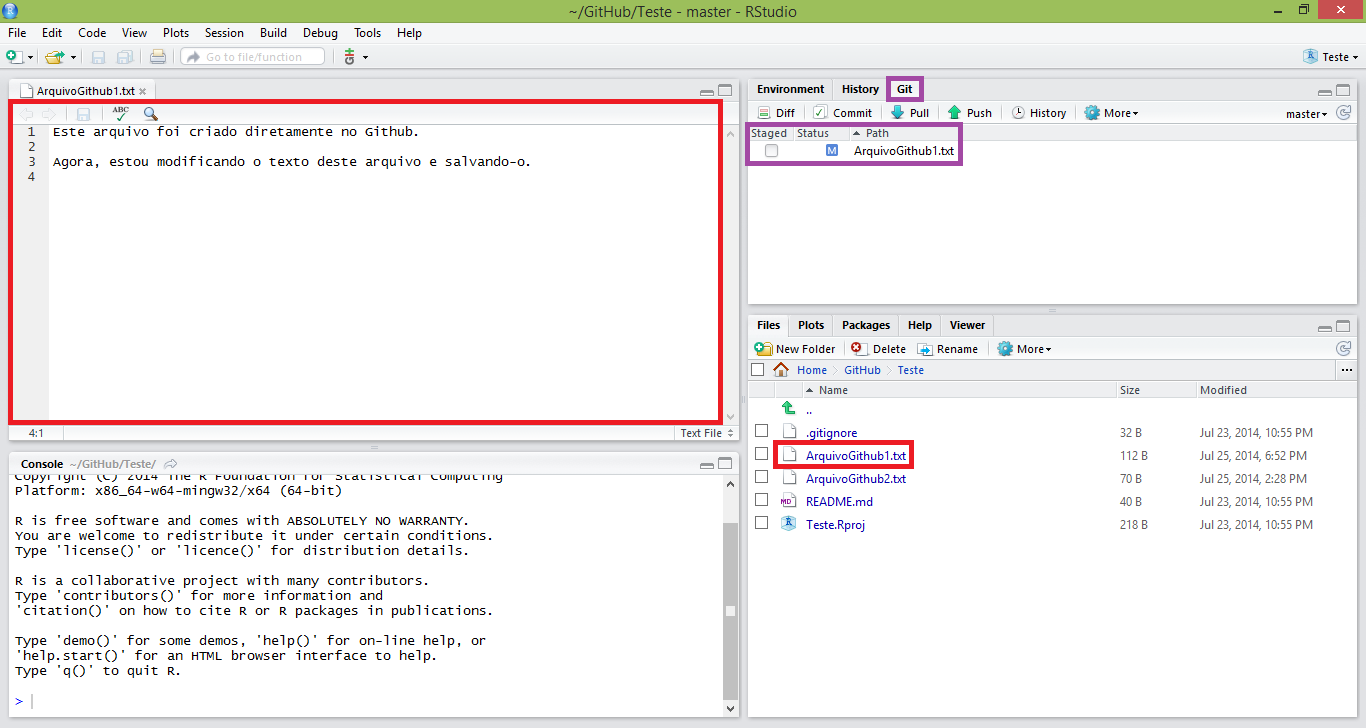 ~/GitHub/Teste - master - RStudio
File Edit Code View Plots Session Build Debug Tools Help
Go to file/function
Teste
ArquivoGithub1.txt
ABC
1 Este arquivo foi criado diretamente no Github.
2
3 Agora, estou modificando o texto deste arquivo e salvando-o.
4
4:1 Text File
Console ~/GitHub/Teste/
Copyright (C) 2014 The R Foundation for Statistical Computing
Platform: x86_64-w64-mingw32/x64 (64-bit)
R is free software and comes with ABSOLUTELY NO WARRANTY.
You are welcome to redistribute it under certain conditions.
Type 'license()' or 'licence()' for distribution details.
R is a collaborative project with many contributors.
Type 'contributors()' for more information and
'citation()' on how to cite R or R packages in publications.
Type 'demo()' for some demos, 'help()' for on-line help, or
'help.start()' for an HTML browser interface to help.
Type 'q()' to quit R.
>
Environment History Git
Diff Commit Pull Push History More master
Staged Status Path
M ArquivoGithub1.txt
Files Plots Packages Help Viewer
New Folder Delete Rename More
Home GitHub Teste ...
Name Size Modified
..
.gitignore 32 B Jul 23, 2014, 10:55 PM
ArquivoGithub1.txt 112 B Jul 25, 2014, 6:52 PM
ArquivoGithub2.txt 70 B Jul 25, 2014, 2:28 PM
MD README.md 40 B Jul 23, 2014, 10:55 PM
R Teste.Rproj 218 B Jul 23, 2014, 10:55 PM